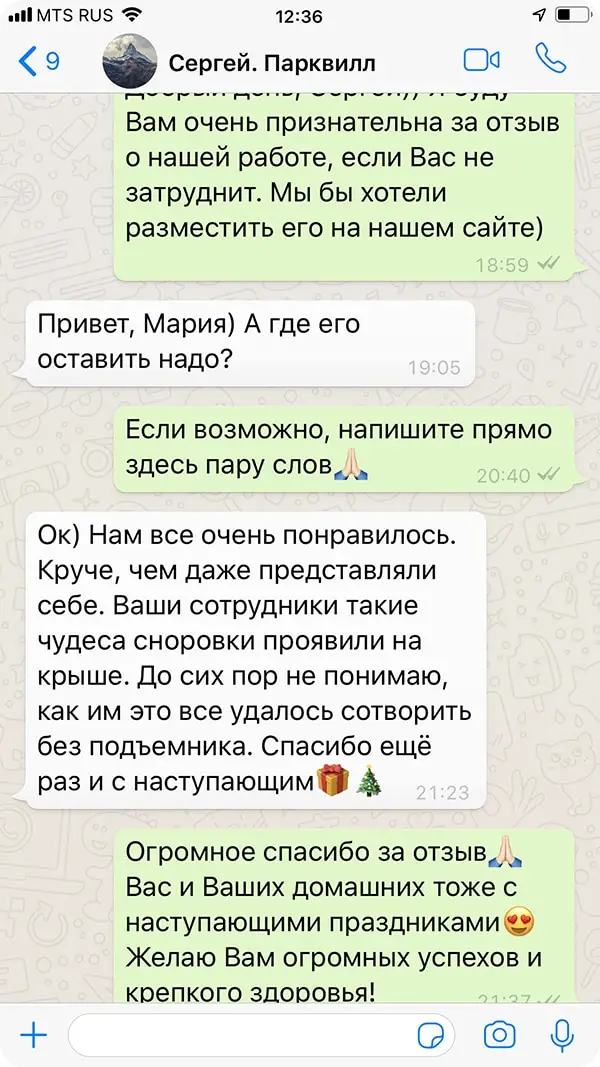 MTS RUS
12:36
9
Сергей. Парквилл
Вам очень признательна за отзыв
о нашей работе, если Вас не
затруднит. Мы бы хотели
разместить его на нашем сайте)
18:59
Привет, Мария) А где его
оставить надо?
19:05
Если возможно, напишите прямо
здесь пару слов🙏🏻
20:40
Ок) Нам все очень понравилось.
Круче, чем даже представляли
себе. Ваши сотрудники такие
чудеса сноровки проявили на
крыше. До сих пор не понимаю,
как им это все удалось сотворить
без подъемника. Спасибо ещё
раз и с наступающим🎁🎄
21:23
Огромное спасибо за отзыв🙏🏻
Вас и Ваших домашних тоже с
наступающими праздниками😍
Желаю Вам огромных успехов и
крепкого здоровья!
21:37